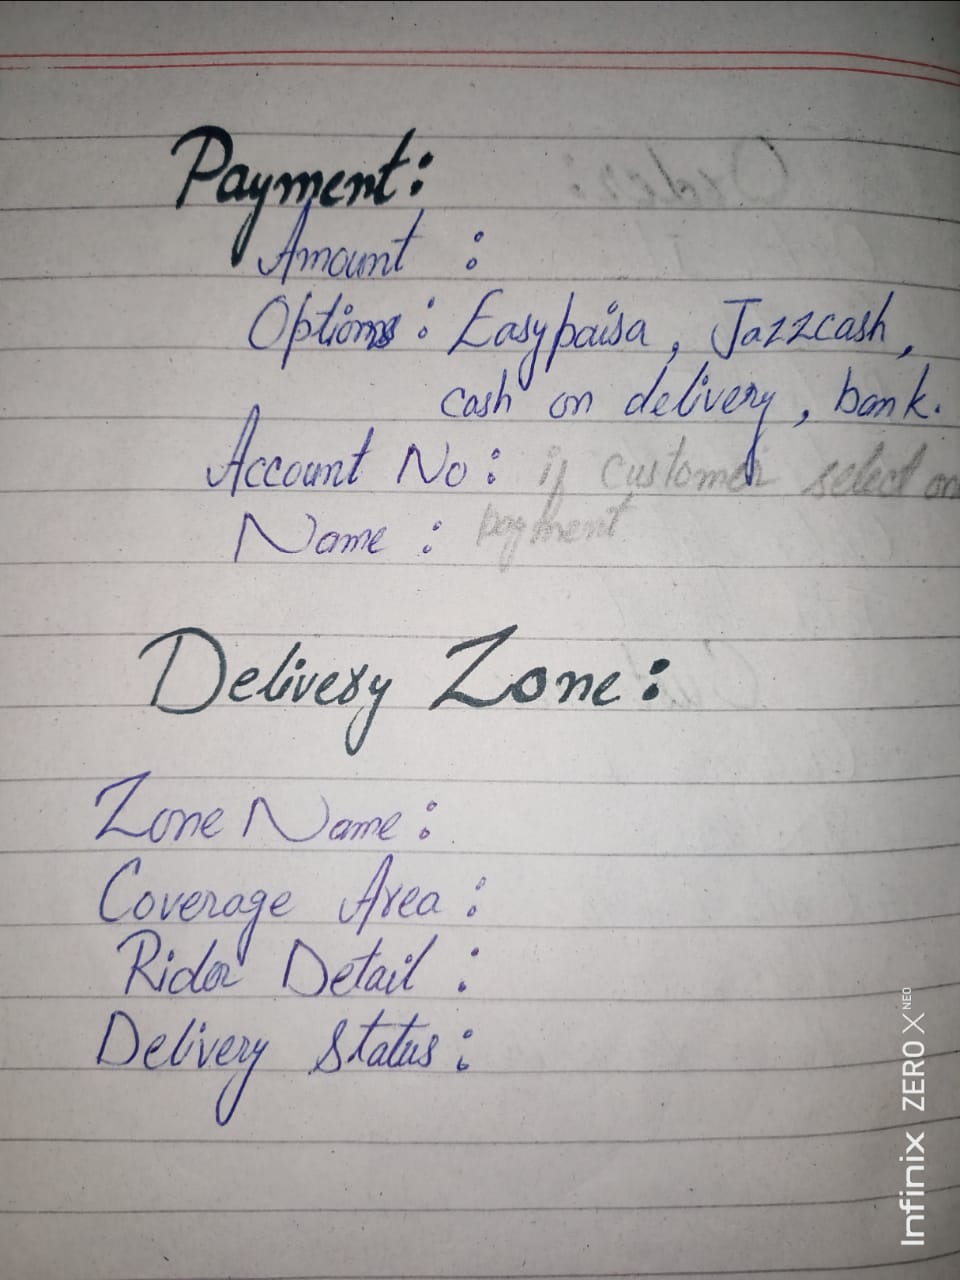 Payment:
Amount :
Options : Easypaisa, Jazzcash,
cash on delivery, bank.
Account No : if customer select on
Name : payment
Delivery Zone:
Zone Name :
Coverage Area :
Rider Detail :
Delivery Status :
Infinix ZERO X NEO